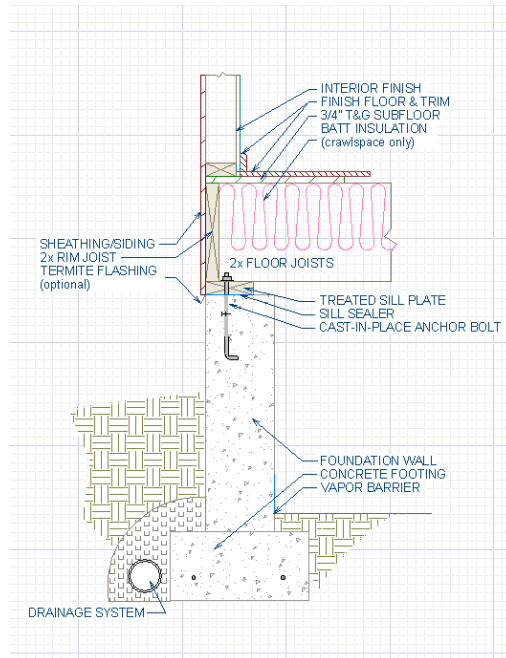 INTERIOR FINISH
FINISH FLOOR & TRIM
3/4" T&G SUBFLOOR
BATT INSULATION
(crawlspace only)
SHEATHING/SIDING
2x RIM JOIST
TERMITE FLASHING
(optional)
2x FLOOR JOISTS
TREATED SILL PLATE
SILL SEALER
CAST-IN-PLACE ANCHOR BOLT
FOUNDATION WALL
CONCRETE FOOTING
VAPOR BARRIER
DRAINAGE SYSTEM